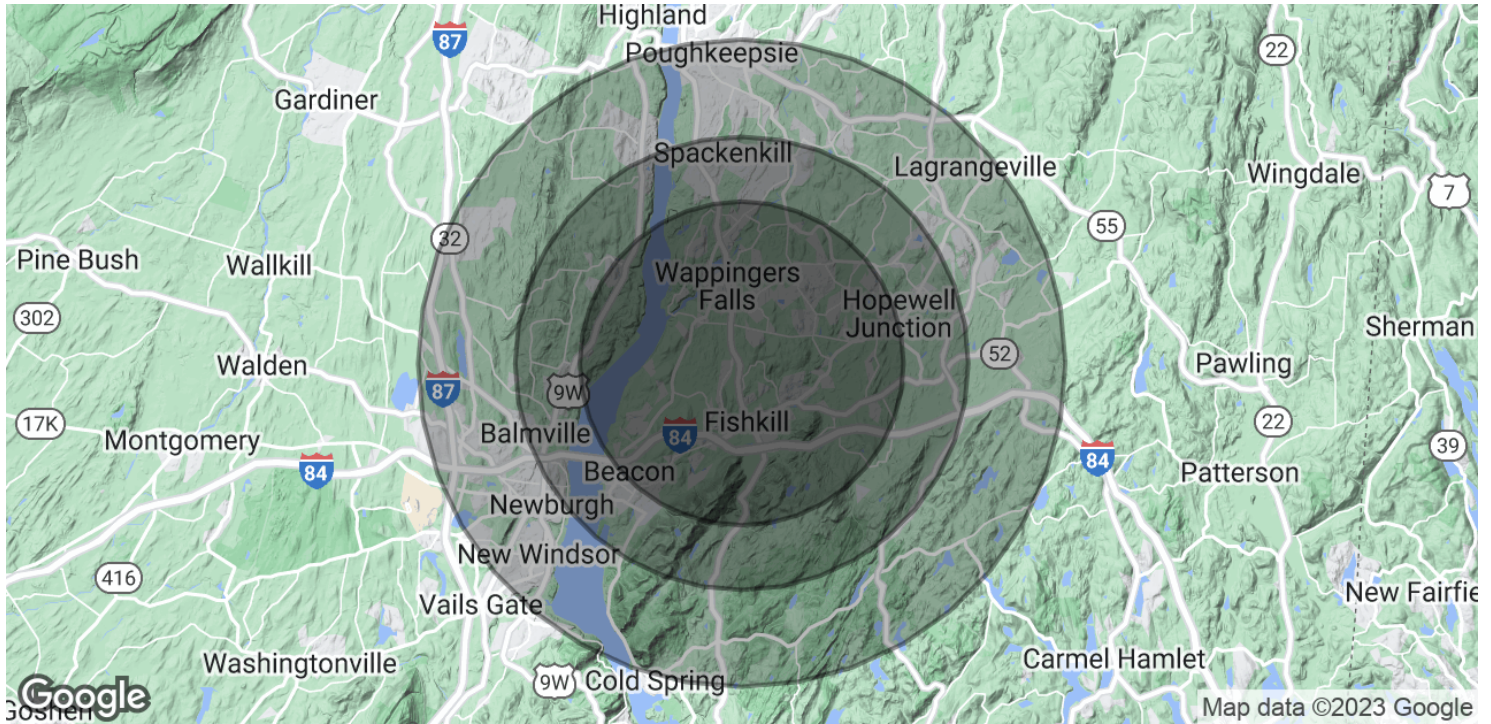 Highland
87
Poughkeepsie
22
Gardiner
Spackenkill
Lagrangeville
Wingdale
7
55
32
Pine Bush
Wallkill
Wappingers
Falls
Hopewell
Junction
302
Sherman
52
Walden
Pawling
87
9W
17K
Montgomery
Balmville
84
Fishkill
22
39
84
84
Beacon
Patterson
Newburgh
New Windsor
416
Vails Gate
New Fairfie
Washingtonville
9W
Cold Spring
Carmel Hamlet
Google
Goshen
Map data ©2023 Google